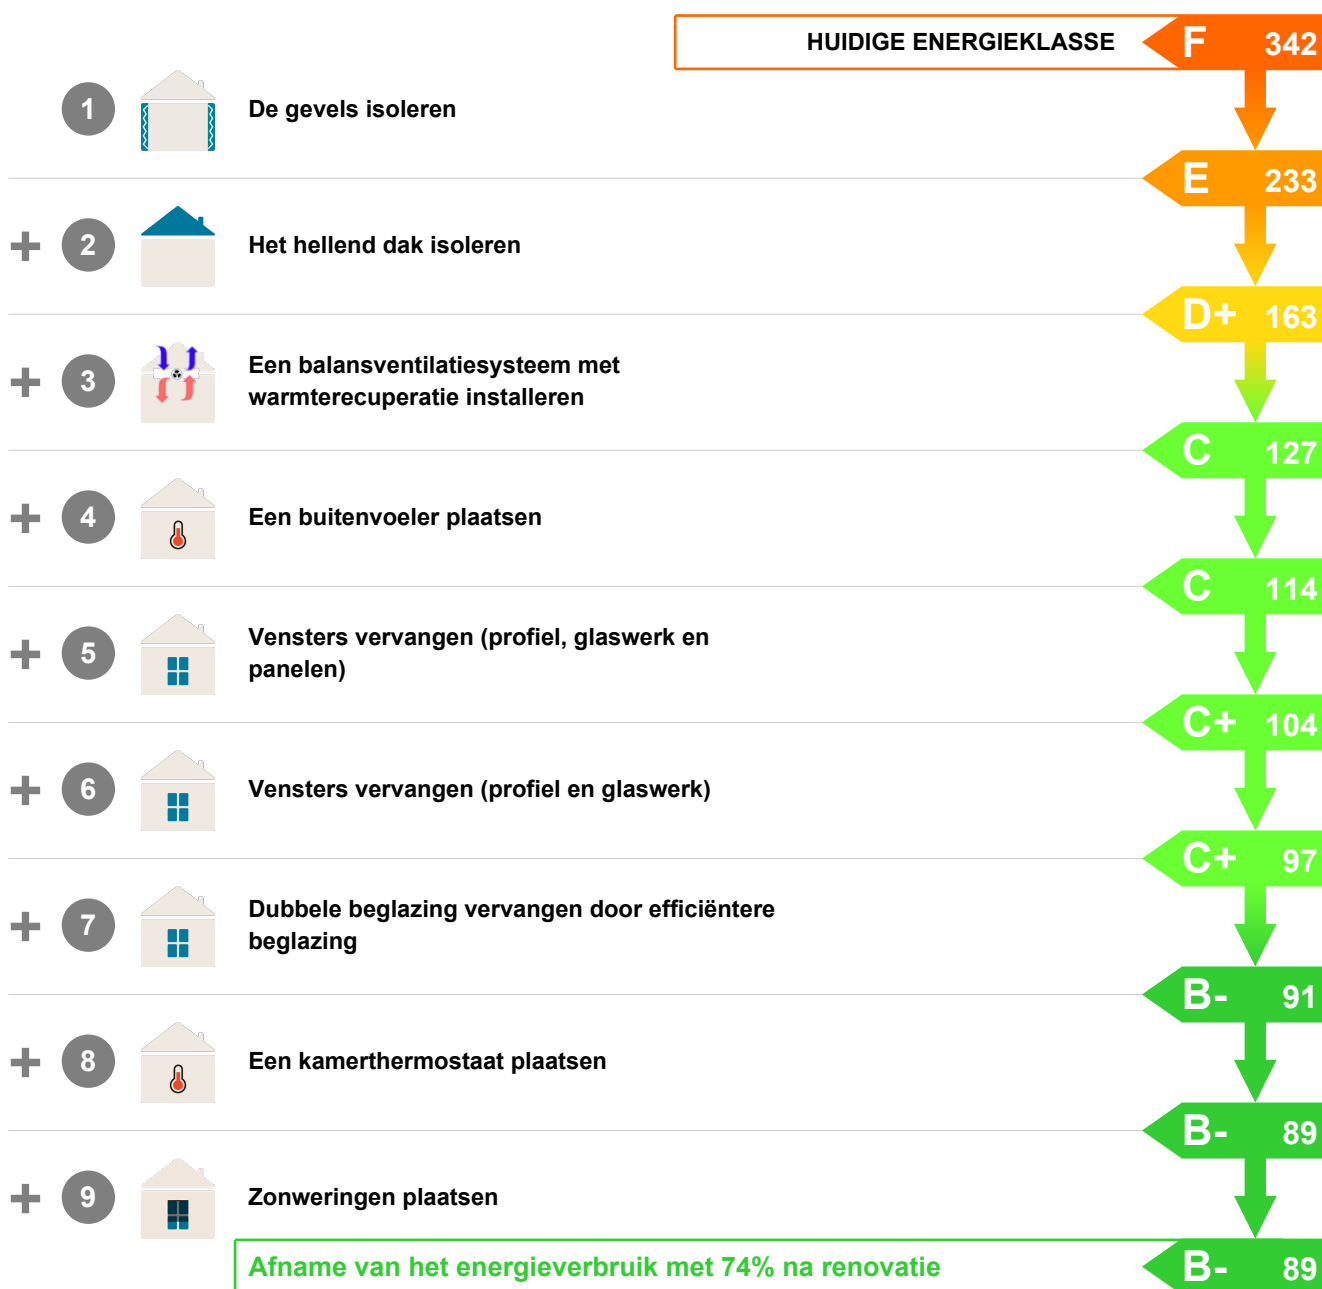 HUIDIGE ENERGIEKLASSE F 342
1 De gevels isoleren
E 233
+ 2 Het hellend dak isoleren
D+ 163
+ 3 Een balansventilatiesysteem met
warmterecuperatie installeren
C 127
+ 4 Een buitenvoeler plaatsen
C 114
+ 5 Vensters vervangen (profiel, glaswerk en
panelen)
C+ 104
+ 6 Vensters vervangen (profiel en glaswerk)
C+ 97
+ 7 Dubbele beglazing vervangen door efficiëntere
beglazing
B- 91
+ 8 Een kamerthermostaat plaatsen
B- 89
+ 9 Zonweringen plaatsen
Afname van het energieverbruik met 74% na renovatie B- 89